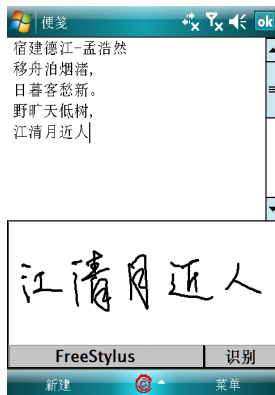 便笺
ok
宿建德江-孟浩然
移舟泊烟渚,
日暮客愁新。
野旷天低树,
江清月近人
江清月近人
FreeStylus
识别
新建
菜单